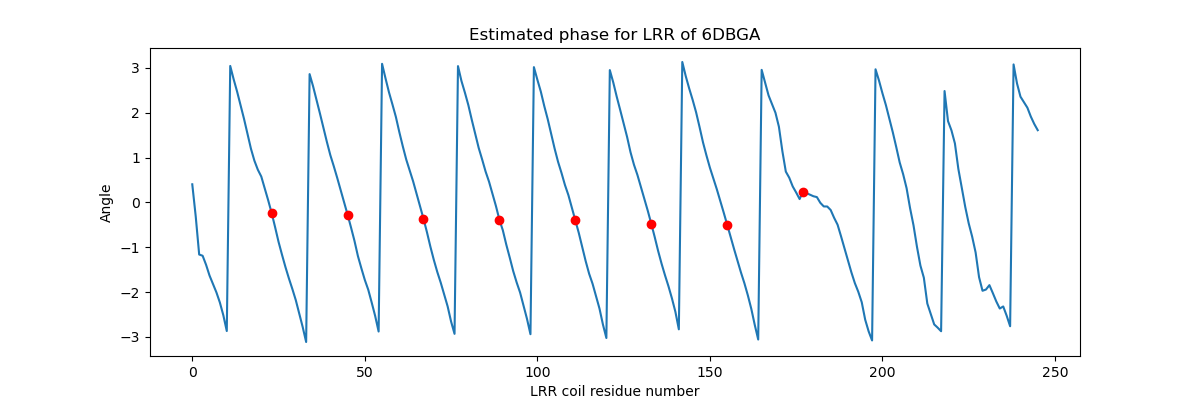 Estimated phase for LRR of 6DBGA
3
2
1
0
−1
−2
−3
Angle
0 50 100 150 200 250
LRR coil residue number